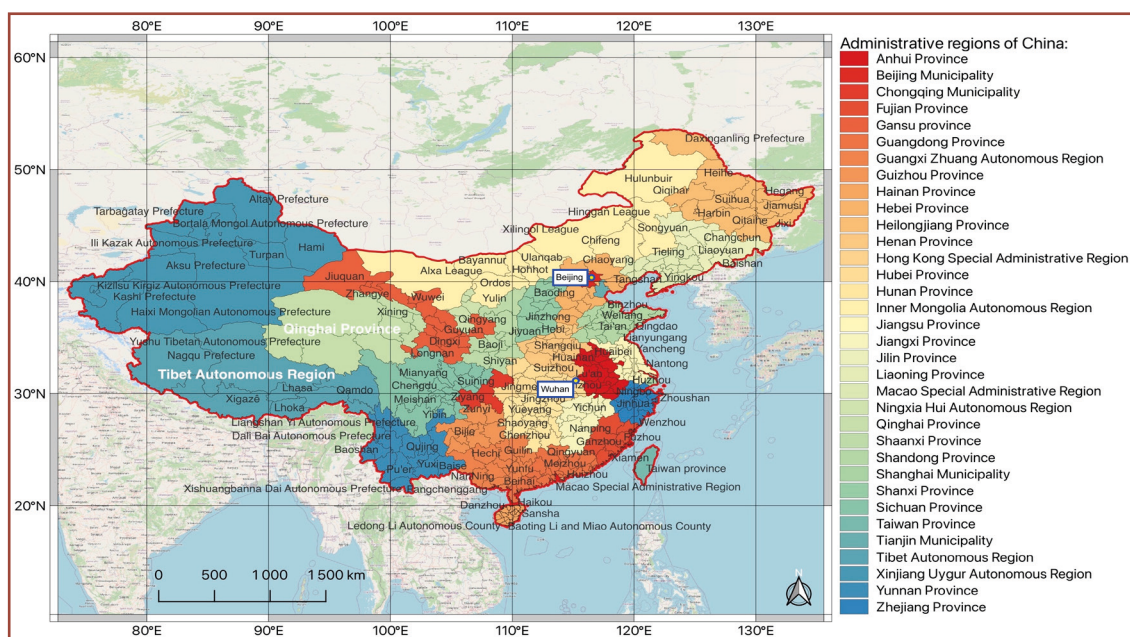 80°E 90°E 100°E 110°E 120°E 130°E
60°N
50°N
40°N
30°N
20°N
Daxinganling Prefecture
Heihe
Hulunbuir
Qiqihar
Hegang
Suihua
Jiamusi
Harbin
Qitaihe
Jixi
Altay Prefecture
Tarbagatay Prefecture
Bortala Mongol Autonomous Prefecture
Hinggan League
Xilingol League
Songyuan
Ili Kazak Autonomous Prefecture
Hami
Chifeng
Changchun
Turpan
Tieling
Liaoyuan
Aksu Prefecture
Bayannur
Ulanqab
Chaoyang
Baishan
Alxa League
Hohhot
Jiuquan
Beijing
Tangshan
Yingkou
Kizilsu Kirgiz Autonomous Prefecture
Ordos
Zhangye
Baoding
Kashi Prefecture
Wuwei
Yulin
Binzhou
Haixi Mongolian Autonomous Prefecture
Xining
Jinzhong
Weifang
Qingyang
Tai'an
Qingdao
Qinghai Province
Guyuan
Jiyuan
Hebi
Lianyungang
Yushu Tibetan Autonomous Prefecture
Dingxi
Baoji
Shangqiu
Yancheng
Nagqu Prefecture
Longnan
Shiyan
Huainan
Huaibei
Nantong
Tibet Autonomous Region
Mianyang
Suizhou
Lu'an
Lhasa
Qamdo
Chengdu
Suining
Jingmen
Wuhan
Huzhou
Xigazê
Meishan
Ziyang
Jingzhou
Ningbo
Zhoushan
Lhoka
Yibin
Zunyi
Yueyang
Yichun
Jinhua
Liangshan Yi Autonomous Prefecture
Shaoyang
Wenzhou
Dali Bai Autonomous Prefecture
Bijie
Chenzhou
Nanping
Baoshan
Qujing
Hechi
Guilin
Qingyuan
Ganzhou
Fuzhou
Pu'er
Yuxi
Baise
Yunfu
Meizhou
Xiamen
Taiwan province
NanNing
Beihai
Huizhou
Xishuangbanna Dai Autonomous Prefecture
Fangchenggang
Macao Special Administrative Region
Danzhou
Haikou
Sansha
Ledong Li Autonomous County
Baoting Li and Miao Autonomous County
0 500 1 000 1 500 km
N
80°E 90°E 100°E 110°E 120°E 130°E
Administrative regions of China:
Anhui Province
Beijing Municipality
Chongqing Municipality
Fujian Province
Gansu province
Guangdong Province
Guangxi Zhuang Autonomous Region
Guizhou Province
Hainan Province
Hebei Province
Heilongjiang Province
Henan Province
Hong Kong Special Administrative Region
Hubei Province
Hunan Province
Inner Mongolia Autonomous Region
Jiangsu Province
Jiangxi Province
Jilin Province
Liaoning Province
Macao Special Administrative Region
Ningxia Hui Autonomous Region
Qinghai Province
Shaanxi Province
Shandong Province
Shanghai Municipality
Shanxi Province
Sichuan Province
Taiwan Province
Tianjin Municipality
Tibet Autonomous Region
Xinjiang Uygur Autonomous Region
Yunnan Province
Zhejiang Province